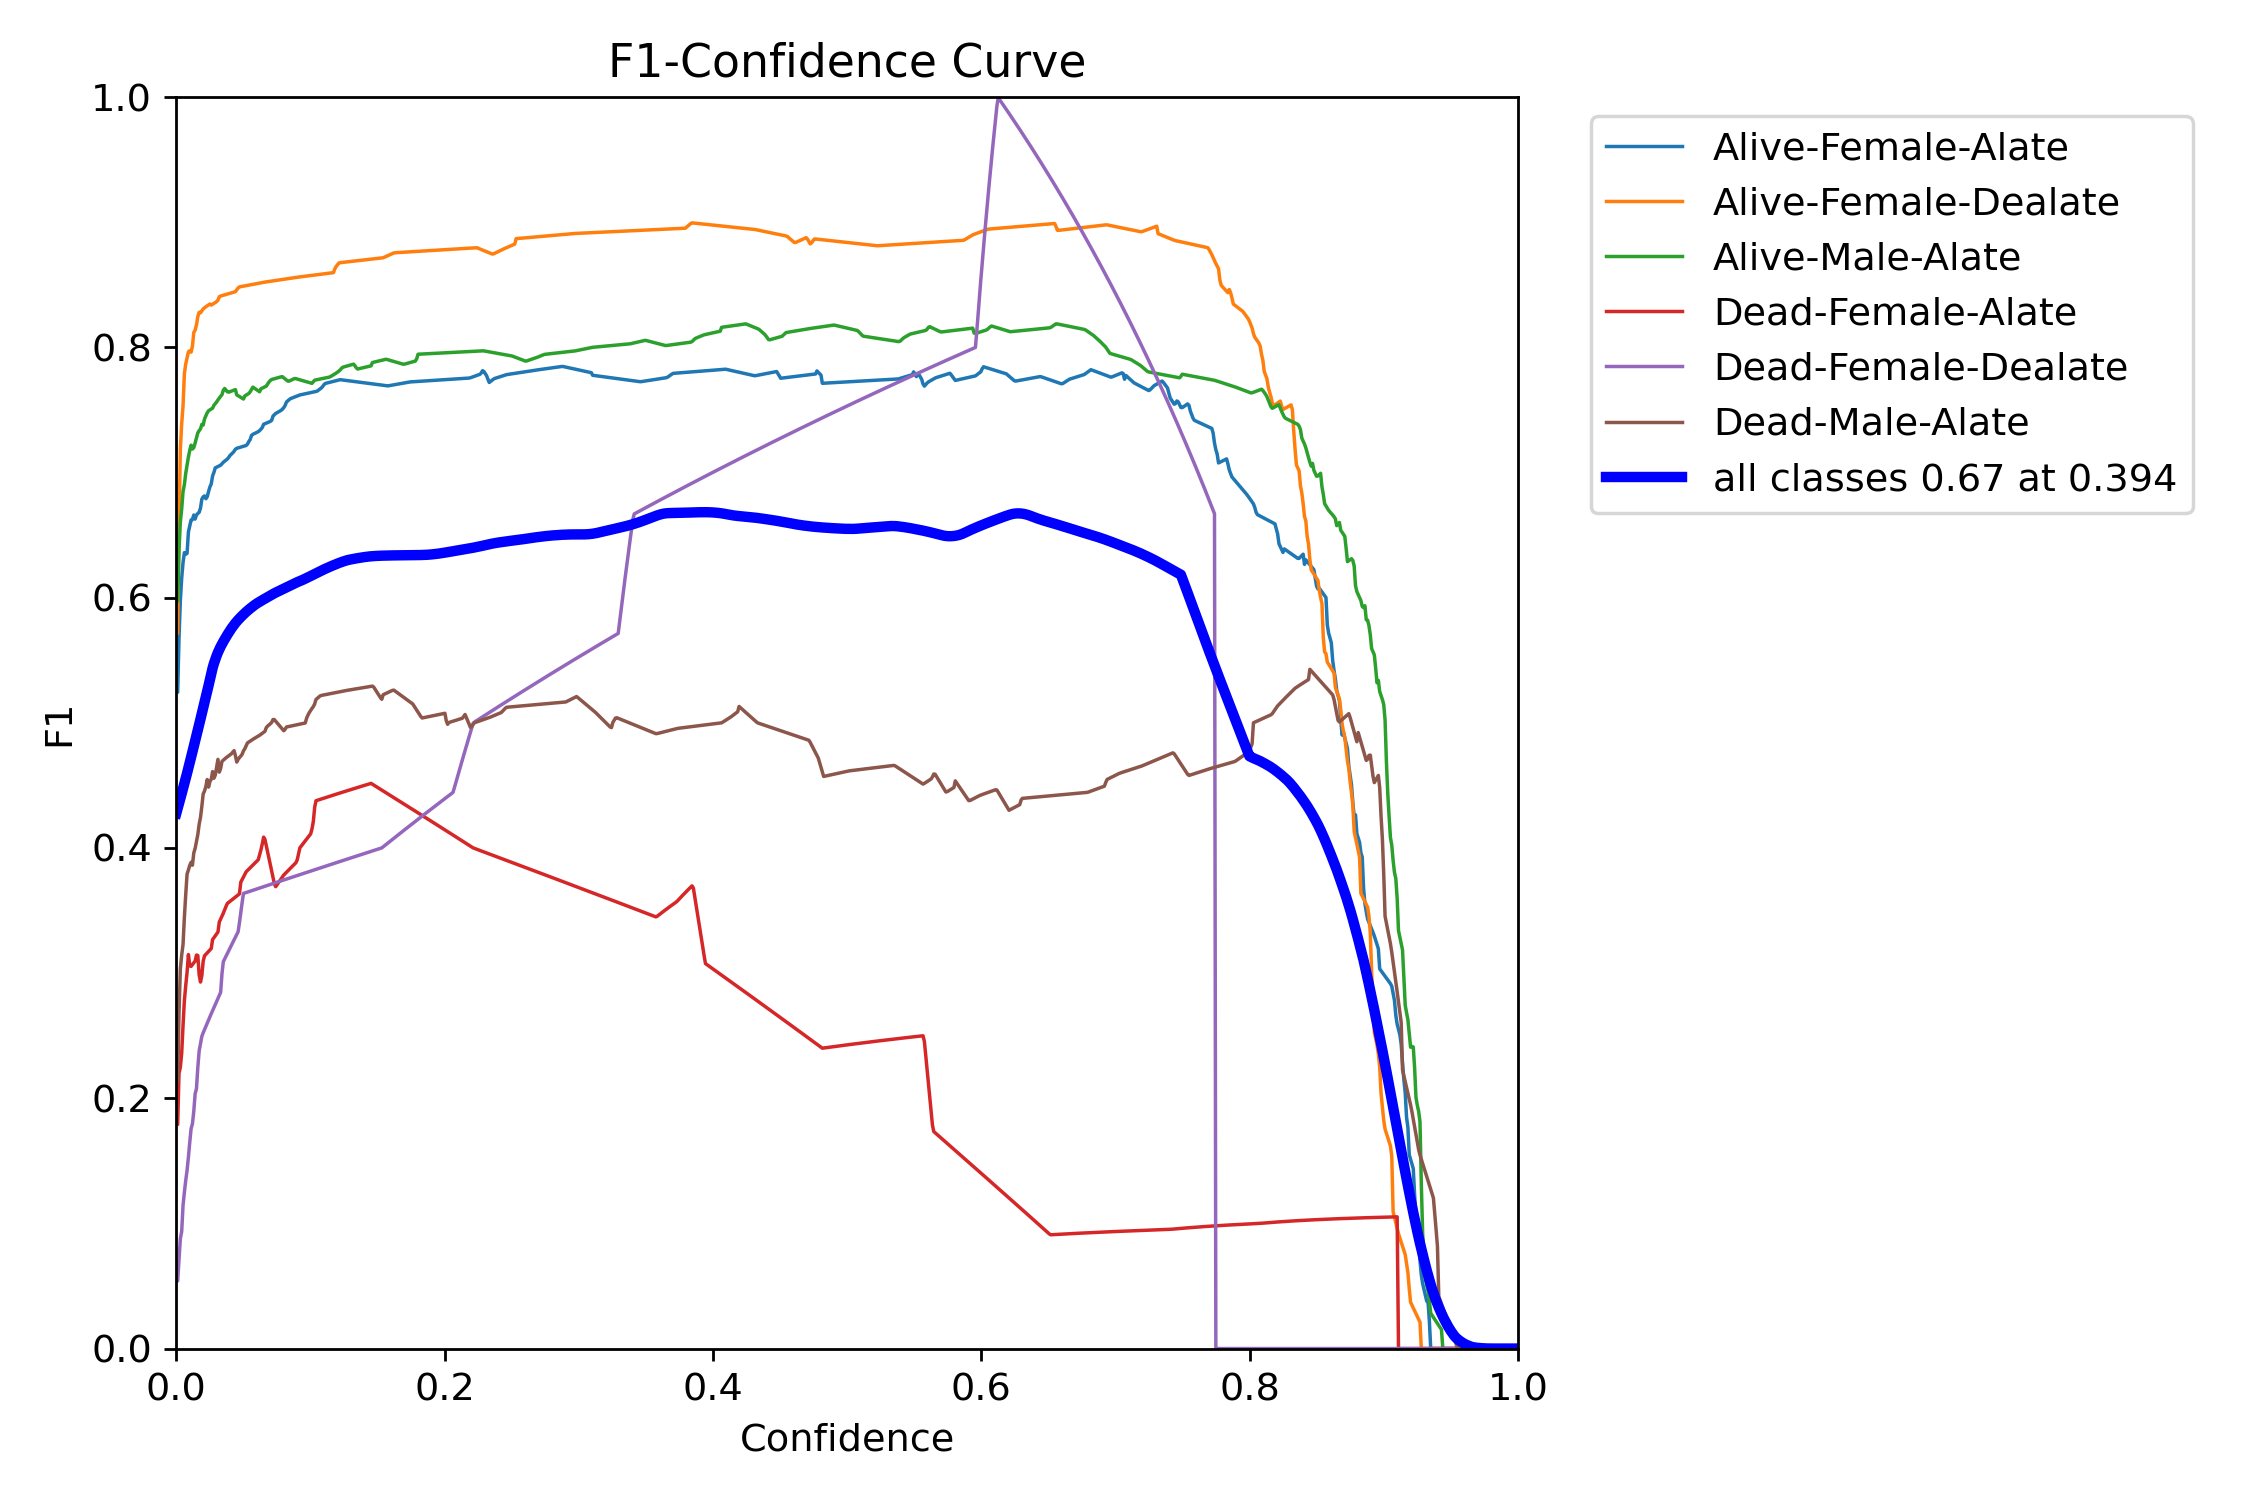 F1-Confidence Curve
1.0
0.8
0.6
0.4
0.2
0.0
F1
0.0 0.2 0.4 0.6 0.8 1.0
Confidence
Alive-Female-Alate
Alive-Female-Dealate
Alive-Male-Alate
Dead-Female-Alate
Dead-Female-Dealate
Dead-Male-Alate
all classes 0.67 at 0.394